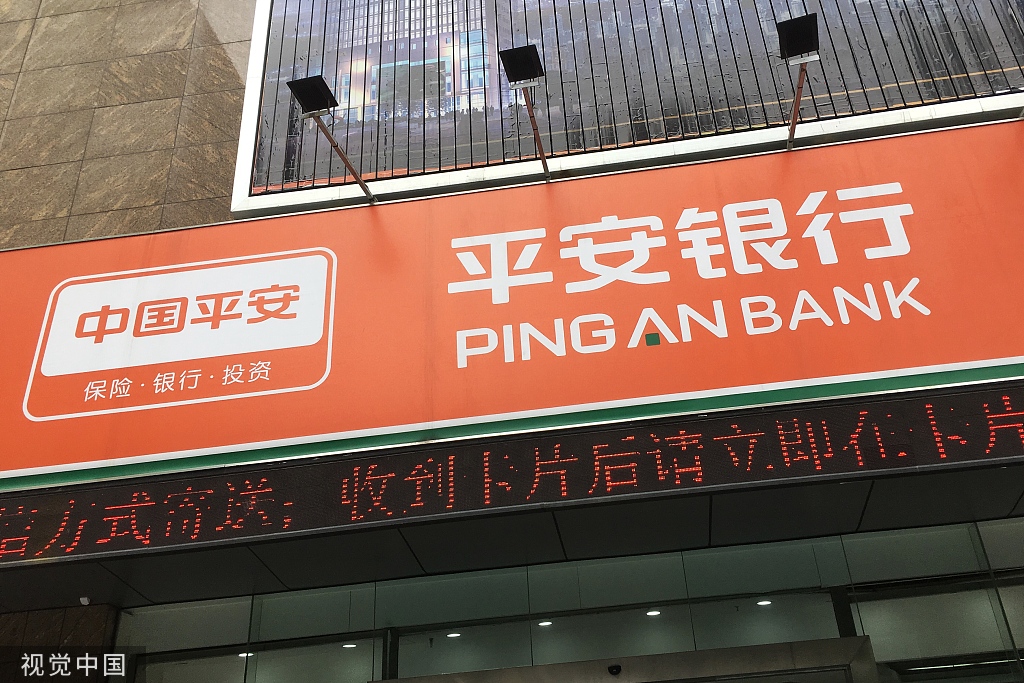 中国平安
保险·银行·投资
平安银行
PING AN BANK
信方式寄送；收到卡片后请立即在卡片
视觉中国